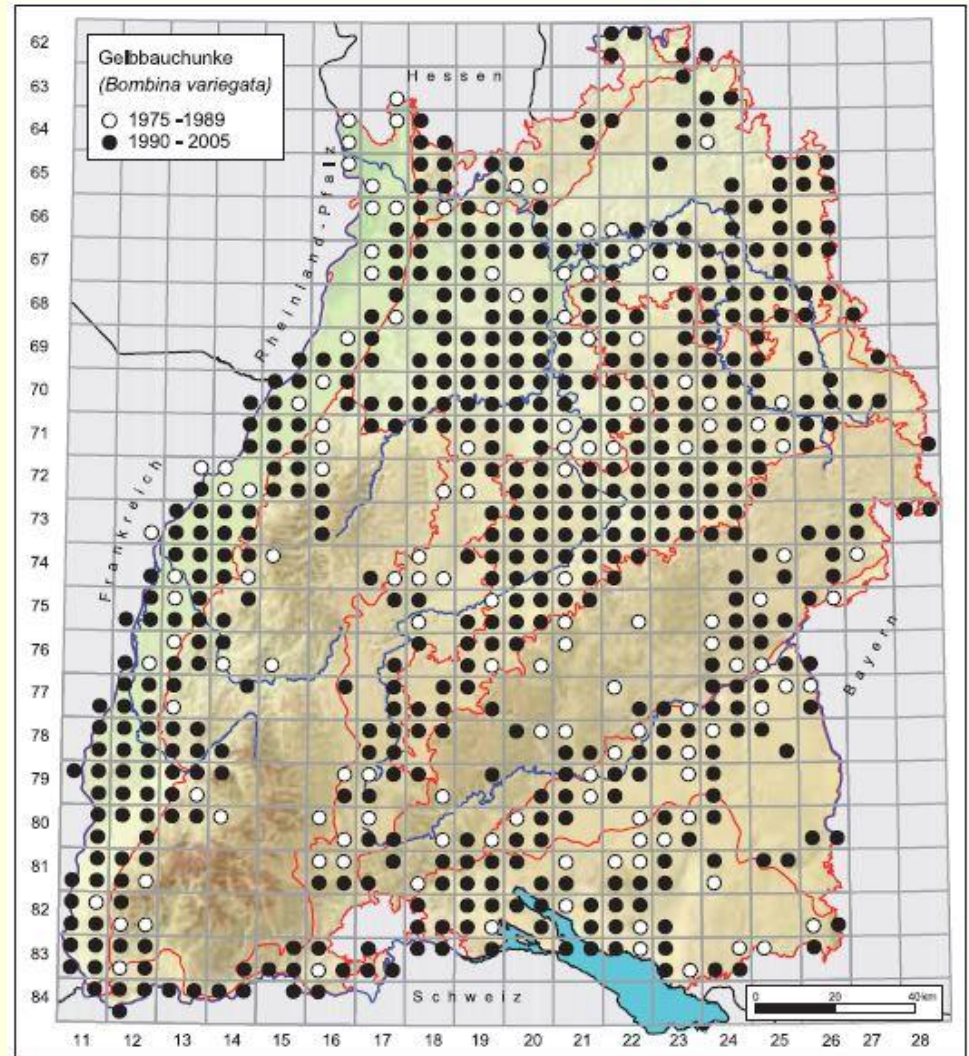 Gelbbauchunke
(Bombina variegata)
1975 -1989
1990 - 2005
Hessen
Rheinland-Pfalz
Frankreich
Bayern
Schweiz
0 20 40km
62
63
64
65
66
67
68
69
70
71
72
73
74
75
76
77
78
79
80
81
82
83
84
11 12 13 14 15 16 17 18 19 20 21 22 23 24 25 26 27 28